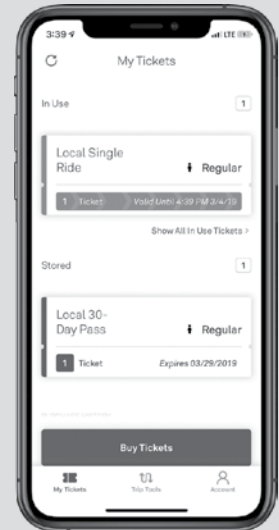 3:39
LTE
My Tickets
In Use
1
Local Single
Ride
Regular
1 Ticket Valid Until 4:39 PM 3/4/19
Show All In Use Tickets >
Stored
1
Local 30-
Day Pass
Regular
1 Ticket Expires 03/29/2019
Buy Tickets
My Tickets Trip Tools Account